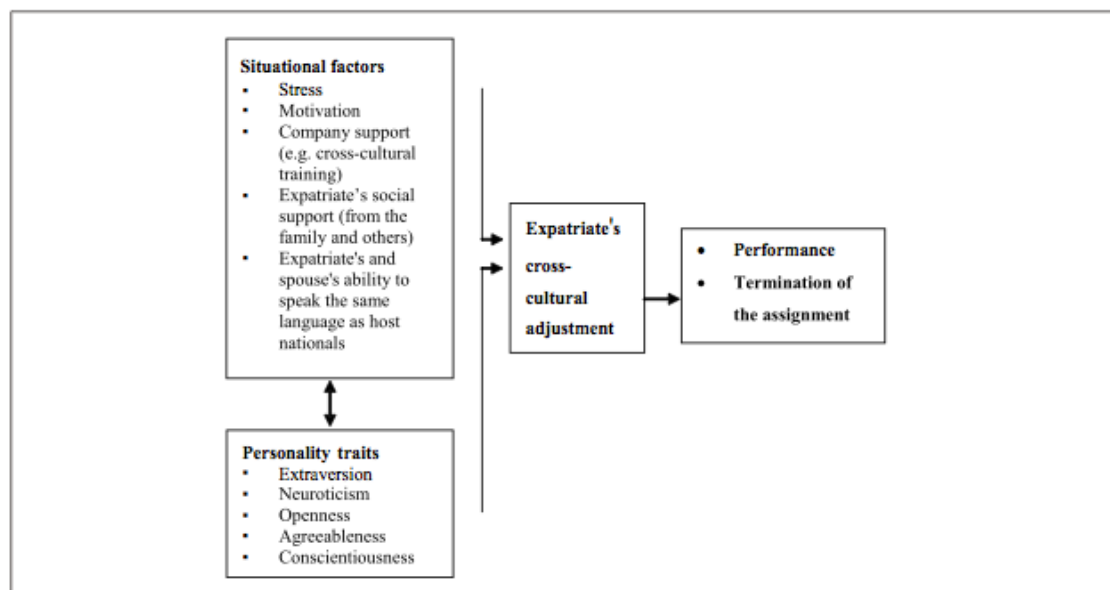 Situational factors
▪ Stress
▪ Motivation
▪ Company support
(e.g. cross-cultural
training)
▪ Expatriate’s social
support (from the
family and others)
▪ Expatriate's and
spouse's ability to
speak the same
language as host
nationals
Personality traits
▪ Extraversion
▪ Neuroticism
▪ Openness
▪ Agreeableness
▪ Conscientiousness
Expatriate's
cross-
cultural
adjustment
• Performance
• Termination of
the assignment